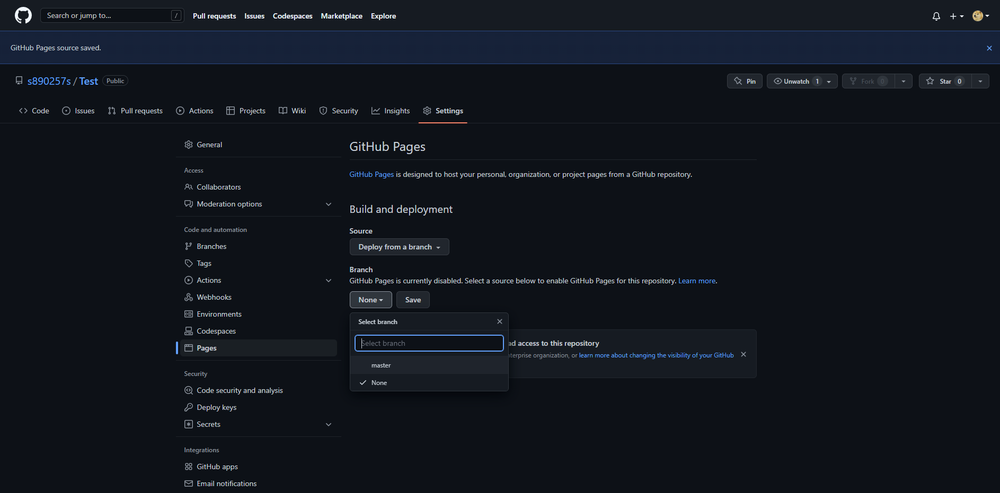 Search or jump to... /
Pull requests Issues Codespaces Marketplace Explore
GitHub Pages source saved.
s890257s / Test Public
Pin Unwatch 1 Fork 0 Star 0
Code Issues Pull requests Actions Projects Wiki Security Insights Settings
General
Access
Collaborators
Moderation options
Code and automation
Branches
Tags
Actions
Webhooks
Environments
Codespaces
Pages
Security
Code security and analysis
Deploy keys
Secrets
Integrations
GitHub apps
Email notifications
GitHub Pages
GitHub Pages is designed to host your personal, organization, or project pages from a GitHub repository.
Build and deployment
Source
Deploy from a branch
Branch
GitHub Pages is currently disabled. Select a source below to enable GitHub Pages for this repository. Learn more.
None Save
Select branch
Select branch
master
None
ad access to this repository
nterprise organization, or learn more about changing the visibility of your GitHub